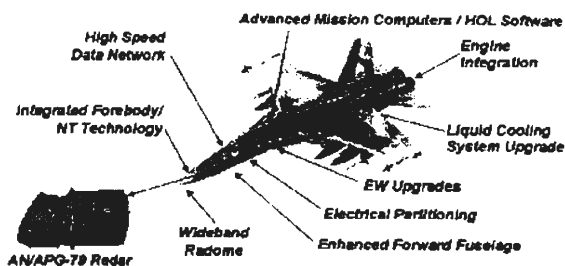 Advanced Mission Computers / HOL Software
High Speed
Data Network
Engine
Integration
Integrated Forebody/
NT Technology
Liquid Cooling
System Upgrade
EW Upgrades
Electrical Partitioning
Wideband
Radome
Enhanced Forward Fuselage
AN/APG-79 Radar